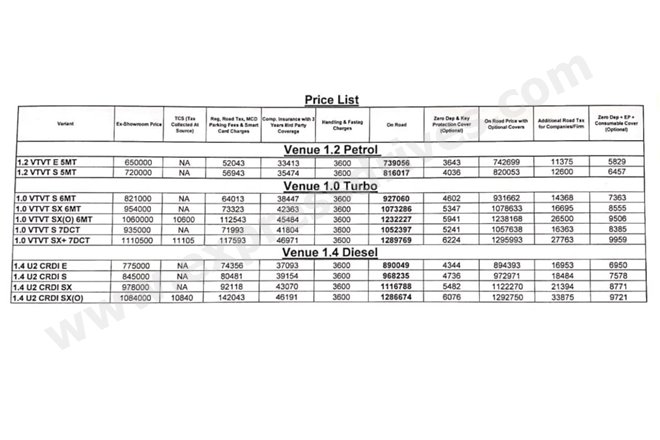 Price List
Variant Ex-Showroom Price TCS (Tax Collected At Source) Reg, Road Tax, MCD Parking Fees & Smart Card Charges Comp. Insurance with 3 Years 3rd Party Coverage Handling & Fastag Charges On Road Zero Dep & Key Protection Cover (Optional) On Road Price with Optional Covers Additional Road Tax for Companies/Firm Zero Dep + EP + Consumable Cover (Optional)
Venue 1.2 Petrol
1.2 VTVT E 5MT 650000 NA 52043 33413 3600 739056 3643 742699 11375 5829
1.2 VTVT S 5MT 720000 NA 56943 35474 3600 816017 4036 820053 12600 6457
Venue 1.0 Turbo
1.0 VTVT S 6MT 821000 NA 64013 38447 3600 927060 4602 931662 14368 7363
1.0 VTVT SX 6MT 954000 NA 73323 42363 3600 1073286 5347 1078633 16695 8555
1.0 VTVT SX(O) 6MT 1060000 10600 112543 45484 3600 1232227 5941 1238168 26500 9506
1.0 VTVT S 7DCT 935000 NA 71993 41804 3600 1052397 5241 1057638 16363 8385
1.0 VTVT SX+ 7DCT 1110500 11105 117593 46971 3600 1289769 6224 1295993 27763 9959
Venue 1.4 Diesel
1.4 U2 CRDI E 775000 NA 74356 37093 3600 890049 4344 894393 16953 6950
1.4 U2 CRDI S 845000 NA 81240 39154 3600 968235 4736 972971 18484 7578
1.4 U2 CRDI SX 978000 NA 92118 43070 3600 1116788 5482 1122270 21394 8771
1.4 U2 CRDI SX(O) 1084000 10840 142043 46191 3600 1286674 6076 1292750 33875 9721